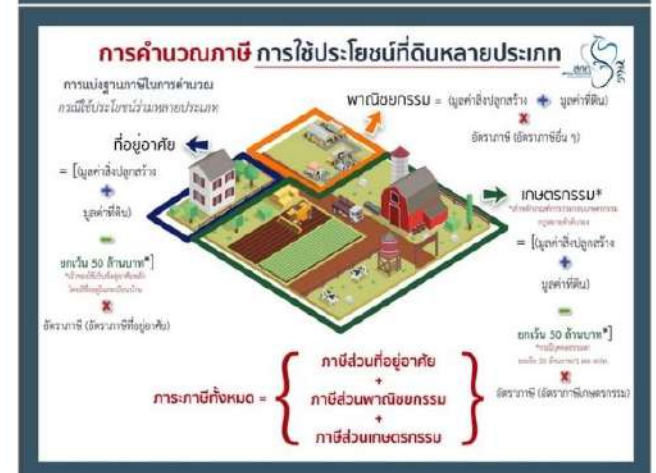 การคำนวณภาษี การใช้ประโยชน์ที่ดินหลายประเภท
สศค
การแบ่งฐานภาษีในการคำนวณ
กรณีใช้ประโยชน์ร่วมหลายประเภท
พาณิชยกรรม = (มูลค่าสิ่งปลูกสร้าง + มูลค่าที่ดิน)
×
อัตราภาษี (อัตราภาษีอื่น ๆ)
ที่อยู่อาศัย
= [(มูลค่าสิ่งปลูกสร้าง
+
มูลค่าที่ดิน)
-
ยกเว้น 50 ล้านบาท*]
×
อัตราภาษี (อัตราภาษีที่อยู่อาศัย)
เกษตรกรรม*
= [(มูลค่าสิ่งปลูกสร้าง
+
มูลค่าที่ดิน)
-
ยกเว้น 50 ล้านบาท*]
×
อัตราภาษี (อัตราภาษีเกษตรกรรม)
ภาระภาษีทั้งหมด =
ภาษีส่วนที่อยู่อาศัย
+
ภาษีส่วนพาณิชยกรรม
+
ภาษีส่วนเกษตรกรรม